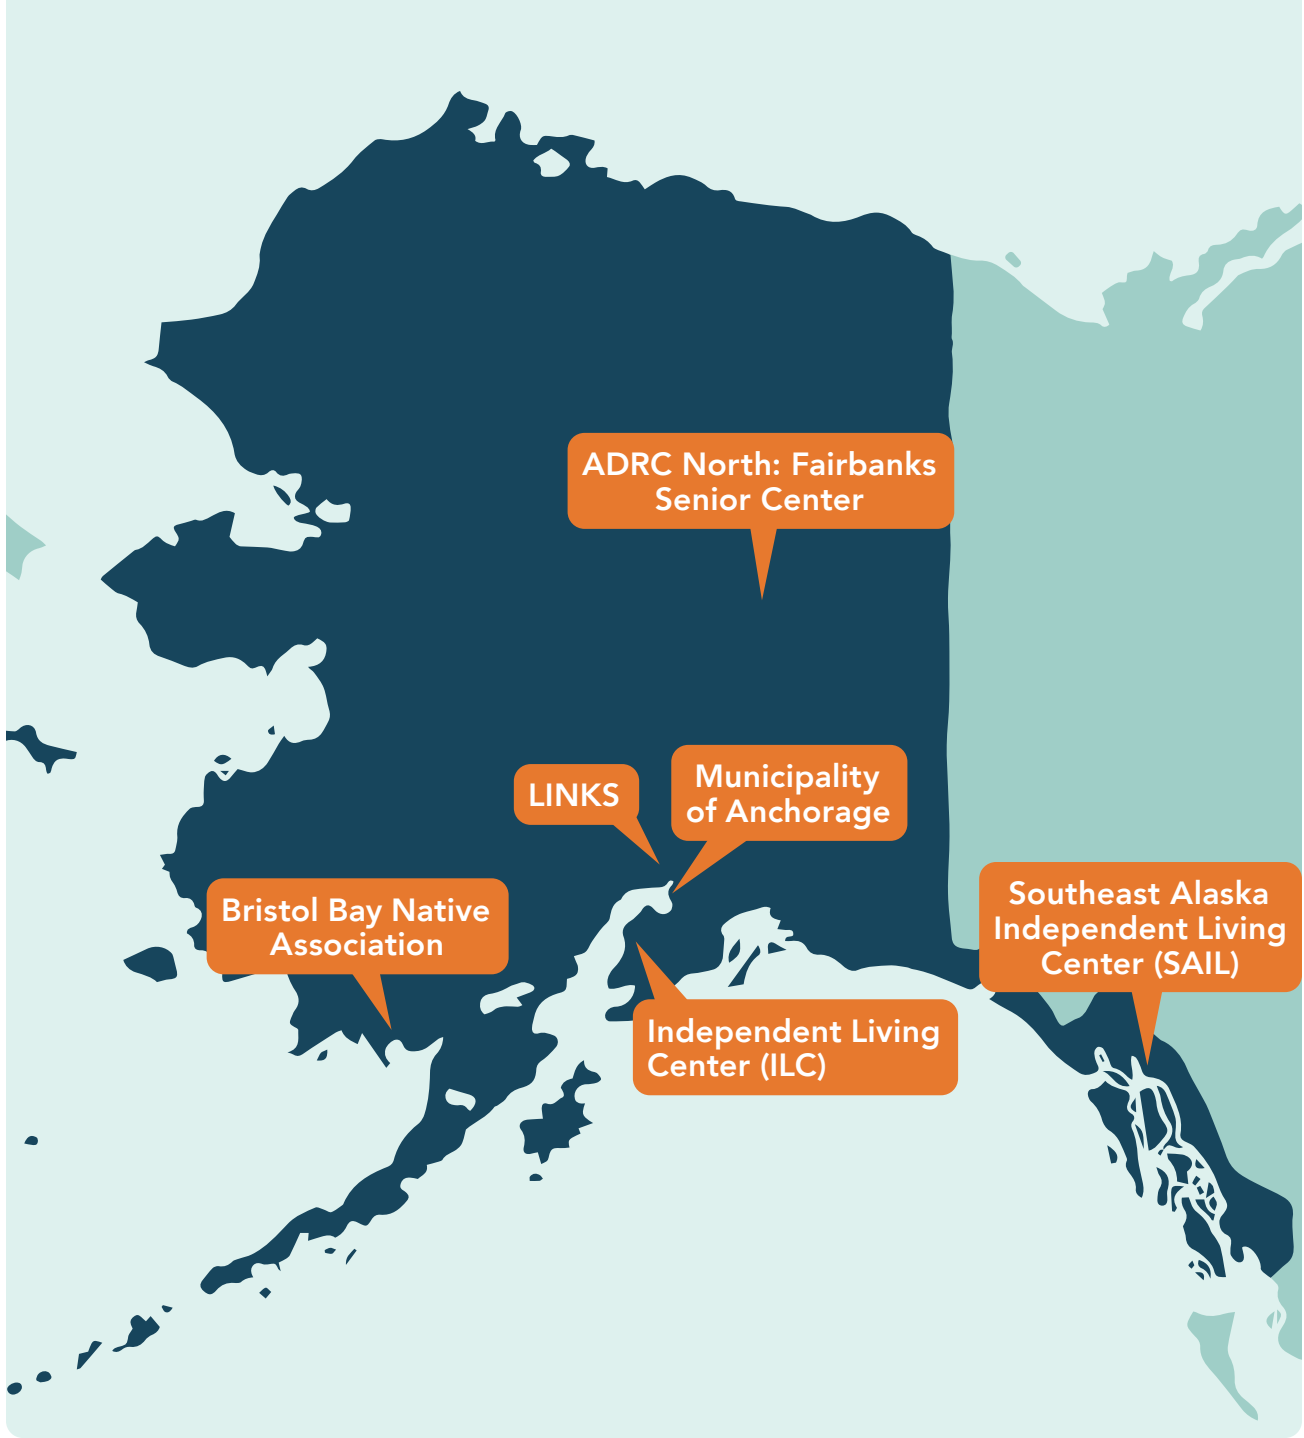 ADRC North: Fairbanks
Senior Center
LINKS
Municipality
of Anchorage
Bristol Bay Native
Association
Southeast Alaska
Independent Living
Center (SAIL)
Independent Living
Center (ILC)